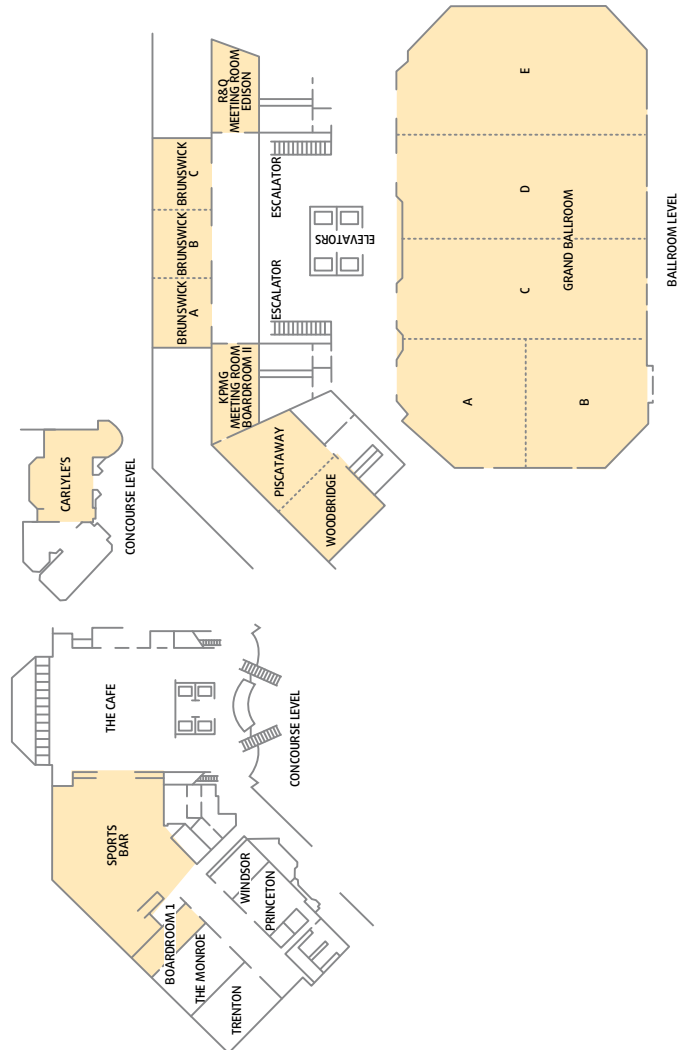 CARLYLE'S
CONCOURSE LEVEL
BRUNSWICK
A
BRUNSWICK
B
BRUNSWICK
C
R&Q
MEETING ROOM
EDISON
KPMG
MEETING ROOM
BOARDROOM II
PISCATAWAY
WOODBRIDGE
ESCALATOR
ESCALATOR
ELEVATORS
A
B
C
D
E
GRAND BALLROOM
BALLROOM LEVEL
THE CAFE
SPORTS
BAR
BOARDROOM 1
THE MONROE
TRENTON
WINDSOR
PRINCETON
CONCOURSE LEVEL